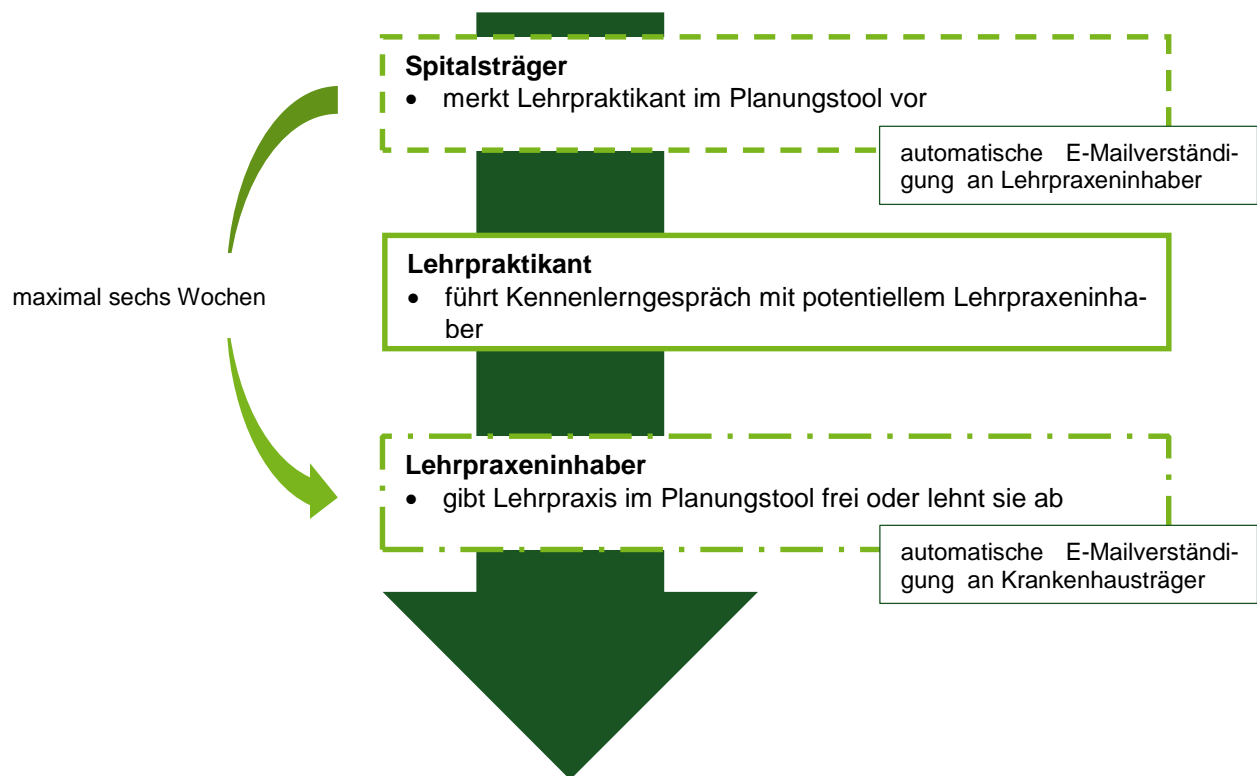 Spitalsträger
• merkt Lehrpraktikant im Planungstool vor
automatische E-Mailverständi-
gung an Lehrpraxeninhaber
Lehrpraktikant
• führt Kennenlerngespräch mit potentiellem Lehrpraxeninha-
ber
maximal sechs Wochen
Lehrpraxeninhaber
• gibt Lehrpraxis im Planungstool frei oder lehnt sie ab
automatische E-Mailverständi-
gung an Krankenhausträger